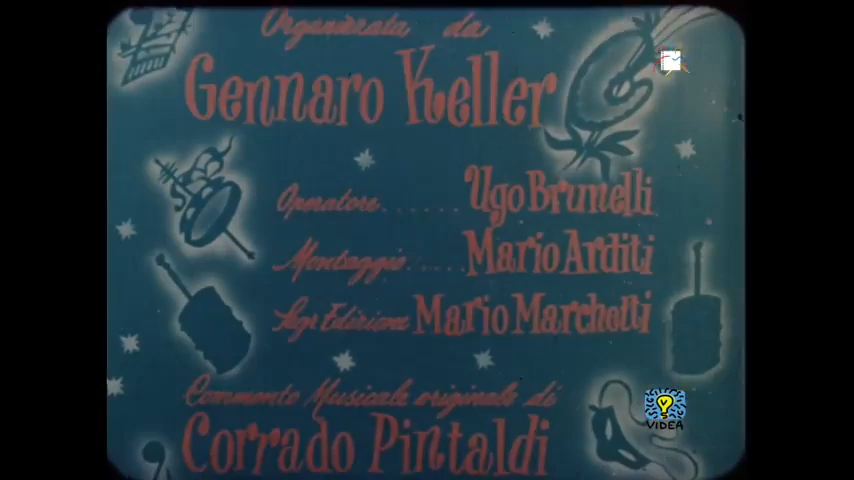 Organizzata da
Gennaro Keller
Operatore...... Ugo Brunelli
Montaggio..... Mario Arditi
Segr. Edizione Mario Marchetti
Commento Musicale originale di
Corrado Pintaldi
VIDEA